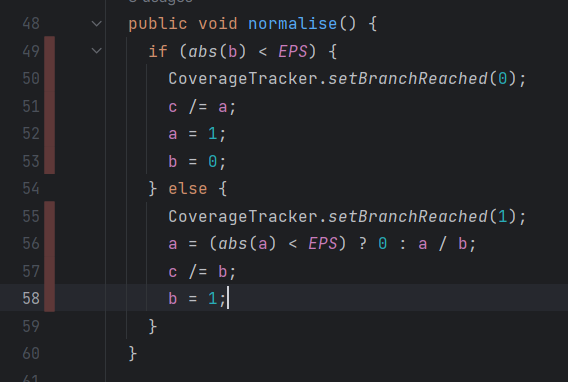 48 public void normalise() {
49 if (abs(b) < EPS) {
50 CoverageTracker.setBranchReached(0);
51 c /= a;
52 a = 1;
53 b = 0;
54 } else {
55 CoverageTracker.setBranchReached(1);
56 a = (abs(a) < EPS) ? 0 : a / b;
57 c /= b;
58 b = 1;
59 }
60 }
61